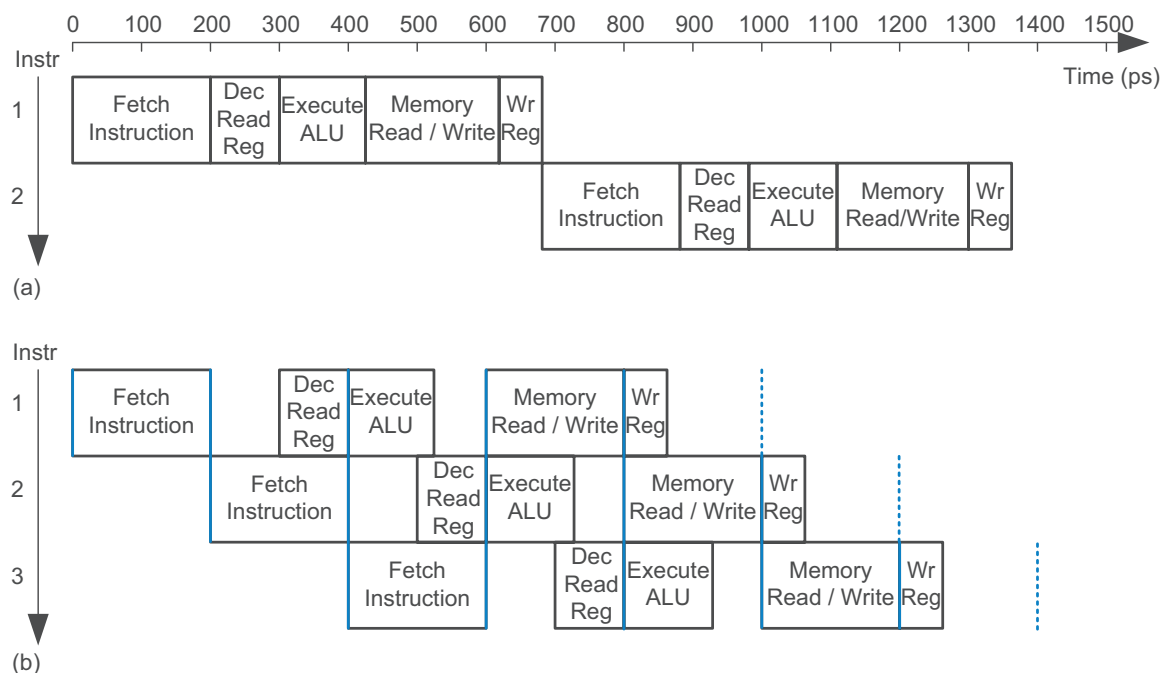 0 100 200 300 400 500 600 700 800 900 1000 1100 1200 1300 1400 1500
Instr
Time (ps)
1
Fetch
Instruction
Dec
Read
Reg
Execute
ALU
Memory
Read / Write
Wr
Reg
2
Fetch
Instruction
Dec
Read
Reg
Execute
ALU
Memory
Read/Write
Wr
Reg
(a)
Instr
1
Fetch
Instruction
Dec
Read
Reg
Execute
ALU
Memory
Read / Write
Wr
Reg
2
Fetch
Instruction
Dec
Read
Reg
Execute
ALU
Memory
Read / Write
Wr
Reg
3
Fetch
Instruction
Dec
Read
Reg
Execute
ALU
Memory
Read / Write
Wr
Reg
(b)